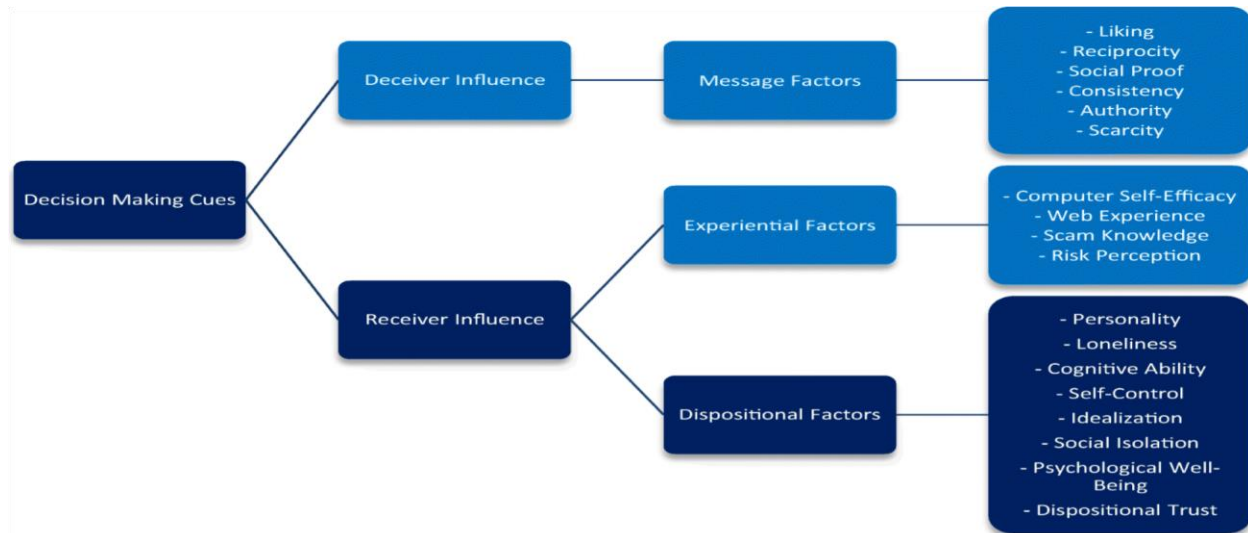 Decision Making Cues
Deceiver Influence
Message Factors
- Liking
- Reciprocity
- Social Proof
- Consistency
- Authority
- Scarcity
Receiver Influence
Experiential Factors
- Computer Self-Efficacy
- Web Experience
- Scam Knowledge
- Risk Perception
Dispositional Factors
- Personality
- Loneliness
- Cognitive Ability
- Self-Control
- Idealization
- Social Isolation
- Psychological Well-
Being
- Dispositional Trust